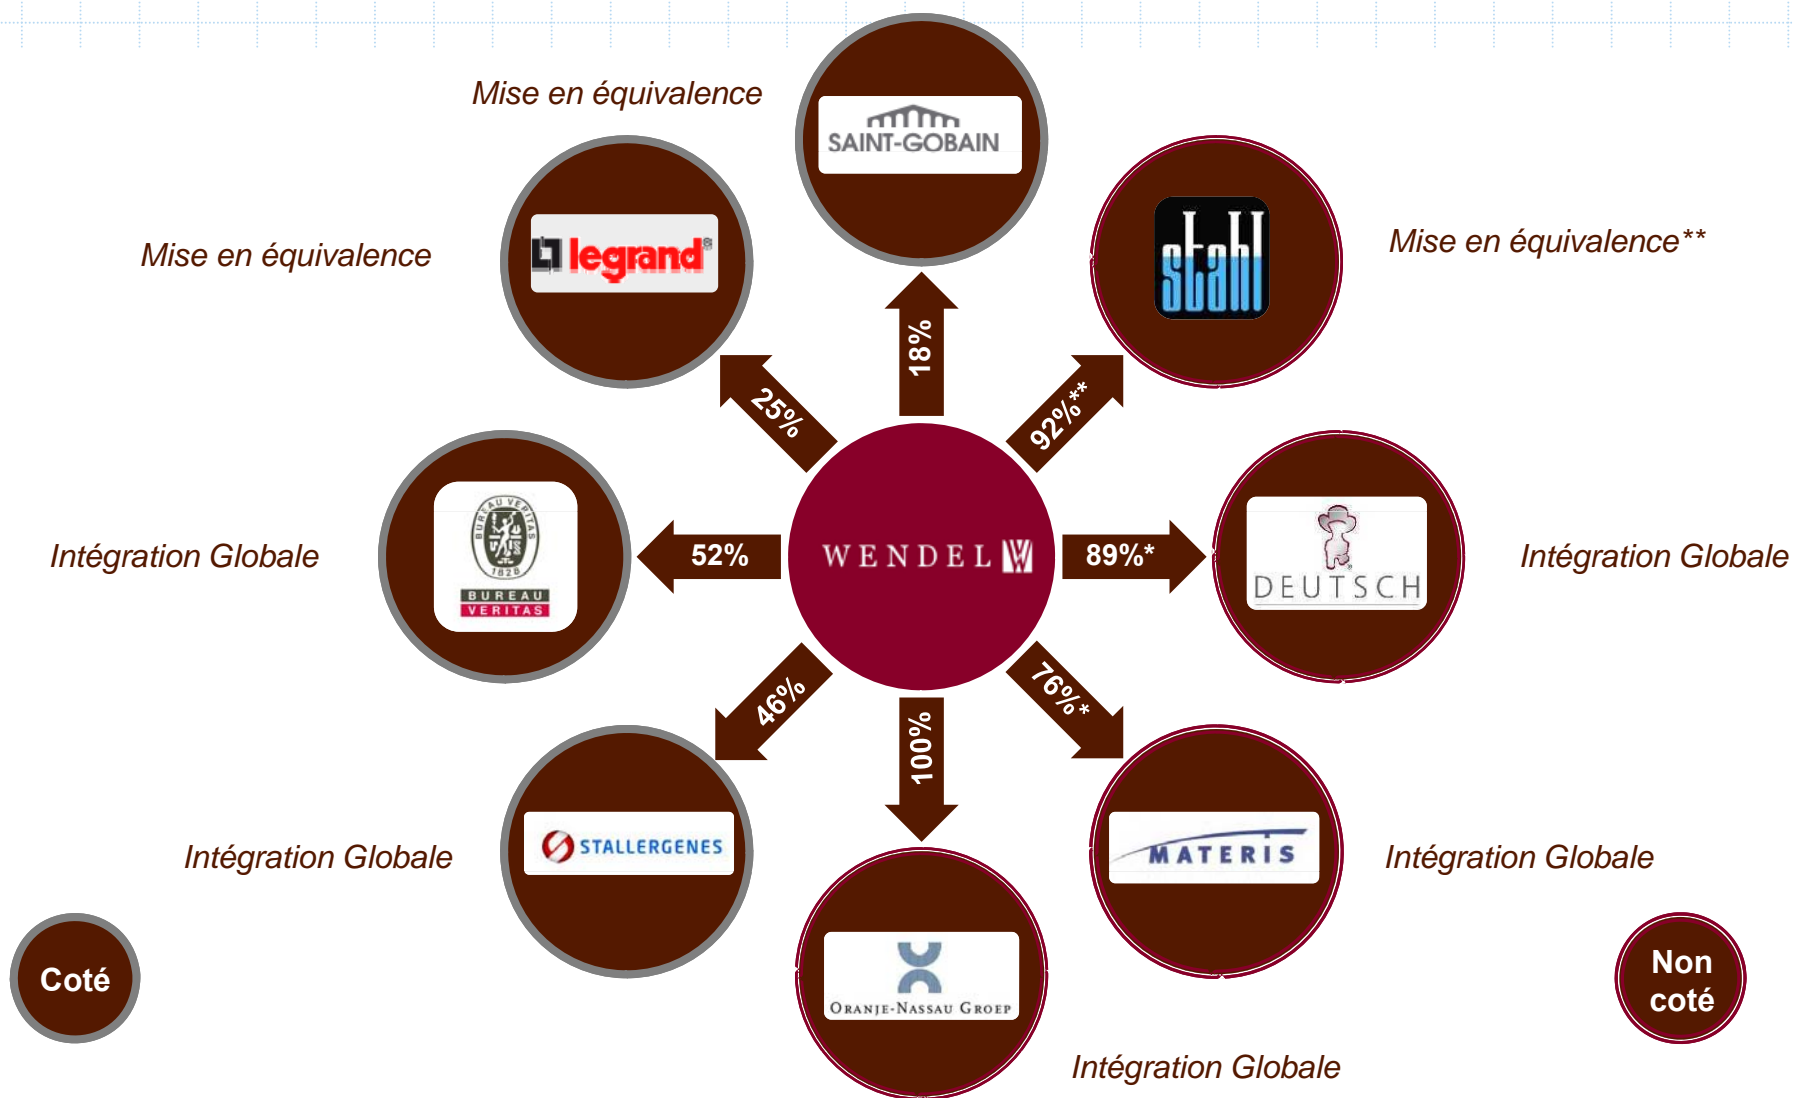 Mise en équivalence
SAINT-GOBAIN
Mise en équivalence
legrand®
stahl
Mise en équivalence**
18%
25%
92%**
Intégration Globale
BUREAU VERITAS
1828
BUREAU
VERITAS
52%
WENDEL W
89%*
DEUTSCH
Intégration Globale
46%
100%
76%*
Intégration Globale
STALLERGENES
MATERIS
Intégration Globale
Coté
ORANJE-NASSAU GROEP
Non
coté
Intégration Globale